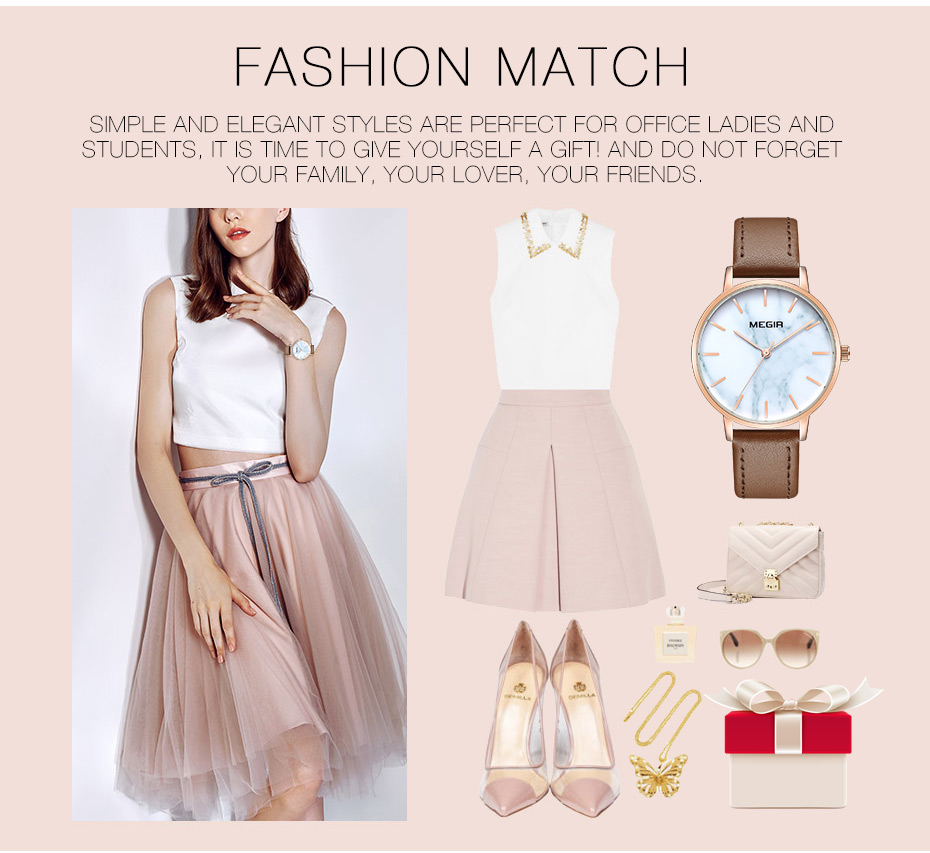 FASHION MATCH
SIMPLE AND ELEGANT STYLES ARE PERFECT FOR OFFICE LADIES AND
STUDENTS, IT IS TIME TO GIVE YOURSELF A GIFT! AND DO NOT FORGET
YOUR FAMILY, YOUR LOVER, YOUR FRIENDS.
MEGIR